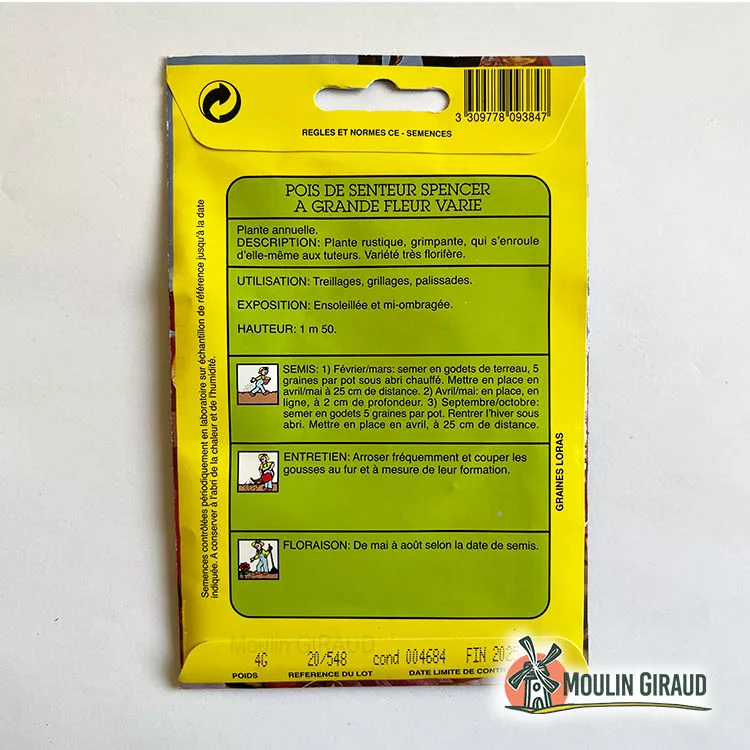 3 309778 093847
REGLES ET NORMES CE - SEMENCES
POIS DE SENTEUR SPENCER
A GRANDE FLEUR VARIE
Plante annuelle.
DESCRIPTION: Plante rustique, grimpante, qui s'enroule
d'elle-même aux tuteurs. Variété très florifère.
UTILISATION: Treillages, grillages, palissades.
EXPOSITION: Ensoleillée et mi-ombragée.
HAUTEUR: 1 m 50.
SEMIS: 1) Février/mars: semer en godets de terreau, 5
graines par pot sous abri chauffé. Mettre en place en
avril/mai à 25 cm de distance. 2) Avril/mai: en place, en
ligne, à 2 cm de profondeur. 3) Septembre/octobre:
semer en godets 5 graines par pot. Rentrer l'hiver sous
abri. Mettre en place en avril, à 25 cm de distance.
ENTRETIEN: Arroser fréquemment et couper les
gousses au fur et à mesure de leur formation.
FLORAISON: De mai à août selon la date de semis.
Semences contrôlées périodiquement en laboratoire sur échantillon de référence jusqu'à la date
indiquée. A conserver à l'abri de la chaleur et de l'humidité.
GRAINES LORAS
Moulin GIRAUD
4G 20/548 cond 004684 FIN
POIDS REFERENCE DU LOT DATE LIMITE DE
MOULIN GIRAUD